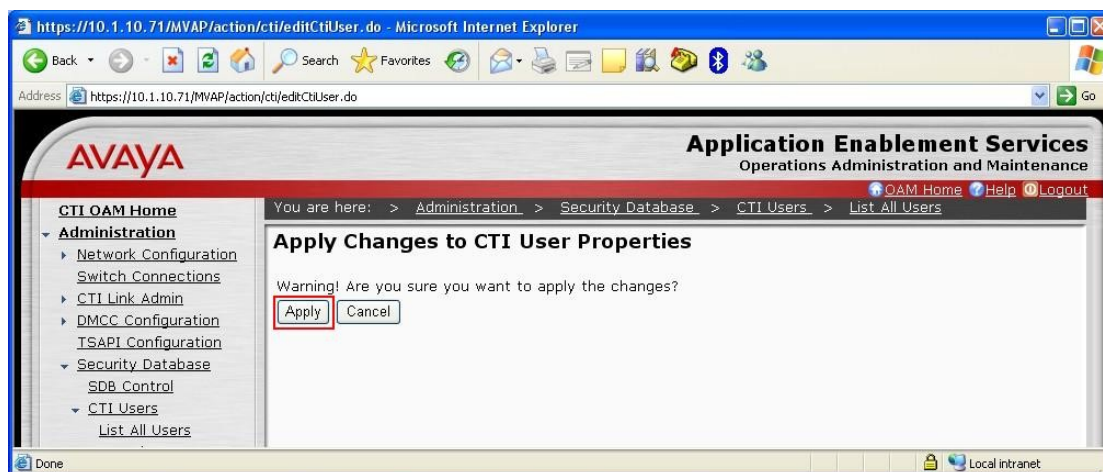 https://10.1.10.71/MVAP/action/cti/editCtiUser.do - Microsoft Internet Explorer
Back Search Favorites
Address https://10.1.10.71/MVAP/action/cti/editCtiUser.do Go
AVAYA
Application Enablement Services
Operations Administration and Maintenance
OAM Home Help Logout
CTI OAM Home
Administration
Network Configuration
Switch Connections
CTI Link Admin
DMCC Configuration
TSAPI Configuration
Security Database
SDB Control
CTI Users
List All Users
You are here: > Administration > Security Database > CTI Users > List All Users
Apply Changes to CTI User Properties
Warning! Are you sure you want to apply the changes?
Apply Cancel
Done Local intranet